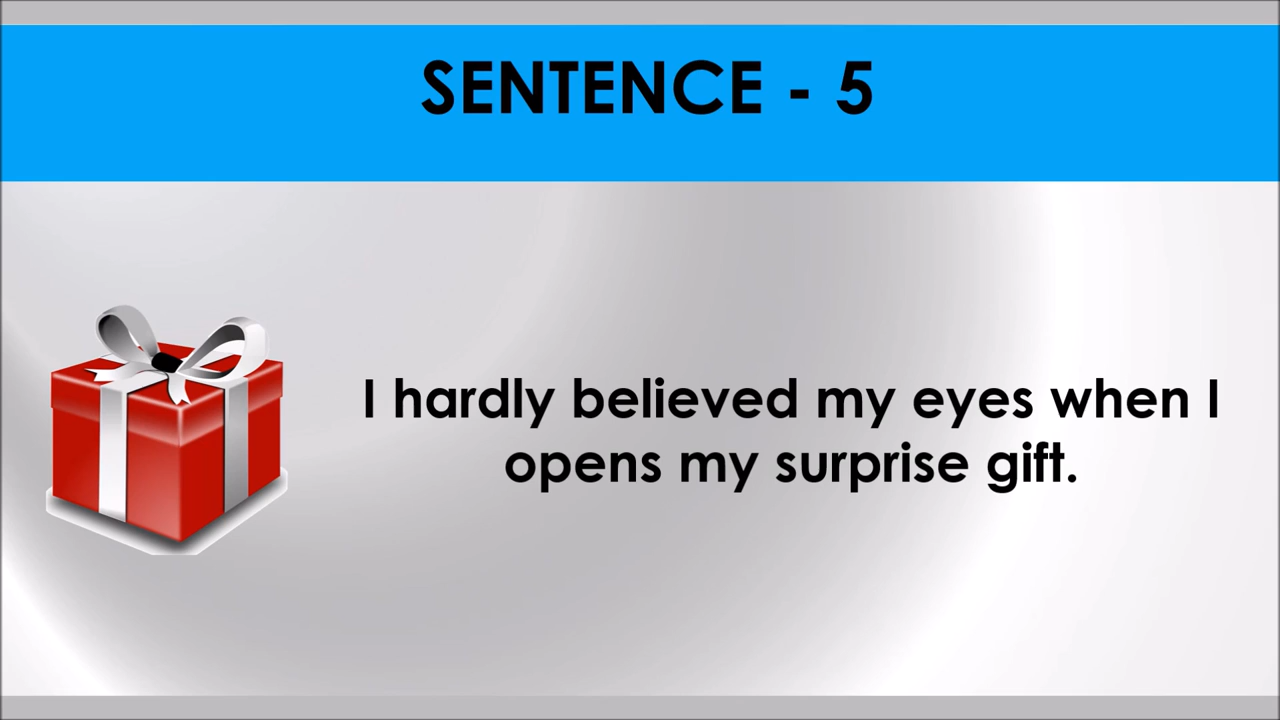 SENTENCE - 5
I hardly believed my eyes when I
opens my surprise gift.